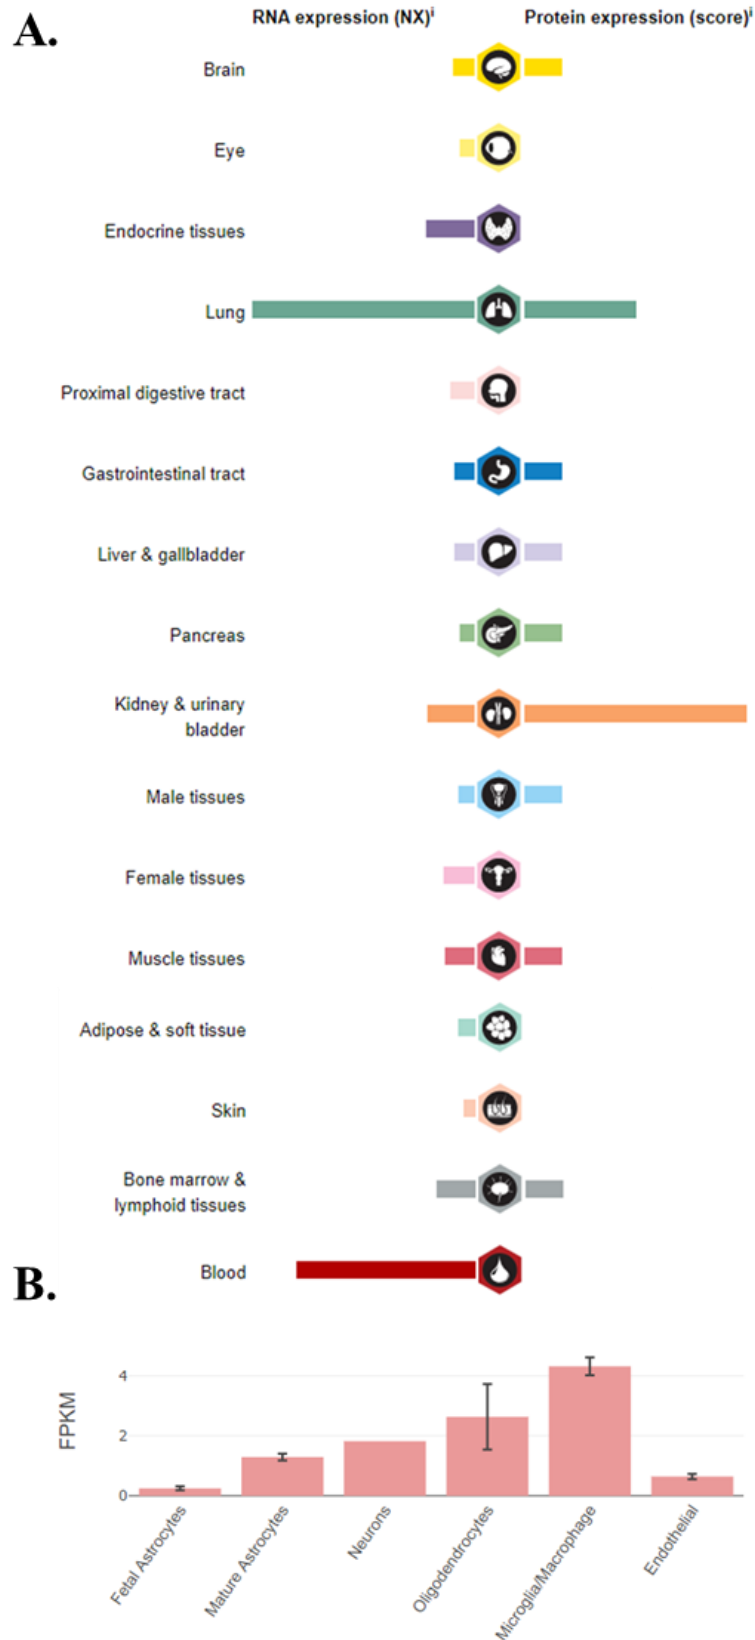 A.
RNA expression (NX)i
Protein expression (score)i
Brain
Eye
Endocrine tissues
Lung
Proximal digestive tract
Gastrointestinal tract
Liver & gallbladder
Pancreas
Kidney & urinary
bladder
Male tissues
Female tissues
Muscle tissues
Adipose & soft tissue
Skin
Bone marrow &
lymphoid tissues
Blood
B.
FPKM
4
2
0
Fetal Astrocytes
Mature Astrocytes
Neurons
Oligodendrocytes
Microglia/Macrophage
Endothelial